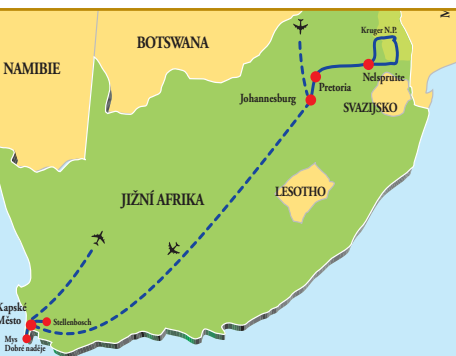 M
Kruger N.P.
BOTSWANA
NAMIBIE
Nelspruite
Pretoria
Johannesburg
SVAZIJSKO
LESOTHO
JIŽNÍ AFRIKA
Kapské
Město
Stellenbosch
Mys
Dobré naděje